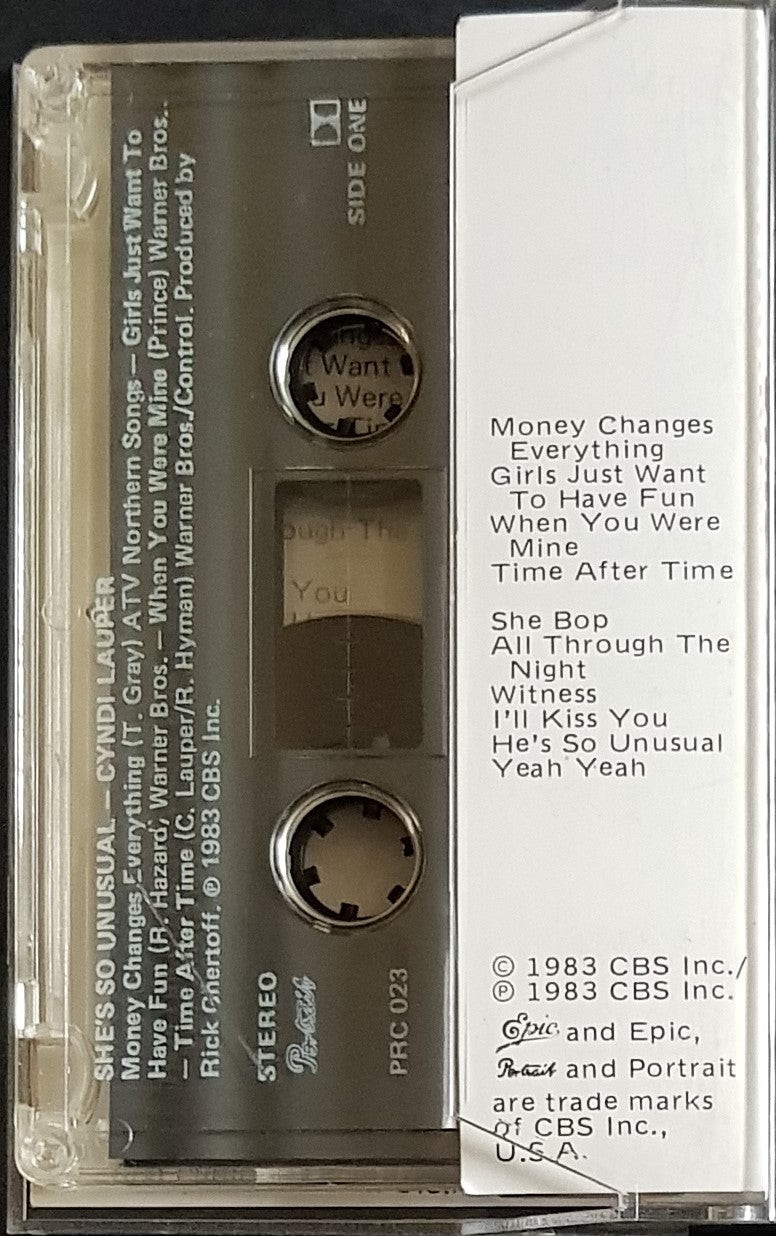 SHE'S SO UNUSUAL – CYNDI LAUPER
Money Changes Everything (T. Gray) ATV Northern Songs – Girls Just Want To
Have Fun (R. Hazard) Warner Bros. – When You Were Mine (Prince) Warner Bros.
– Time After Time (C. Lauper/R. Hyman) Warner Bros./Control. Produced by
Rick Chertoff. ℗ 1983 CBS Inc.
STEREO
Portrait
PRC 023
SIDE ONE
t Want
u Were
ough The
You
Money Changes
Everything
Girls Just Want
To Have Fun
When You Were
Mine
Time After Time
She Bop
All Through The
Night
Witness
I'll Kiss You
He's So Unusual
Yeah Yeah
© 1983 CBS Inc./
℗ 1983 CBS Inc.
Epic and Epic,
Portrait and Portrait
are trade marks
of CBS Inc.,
U.S.A.